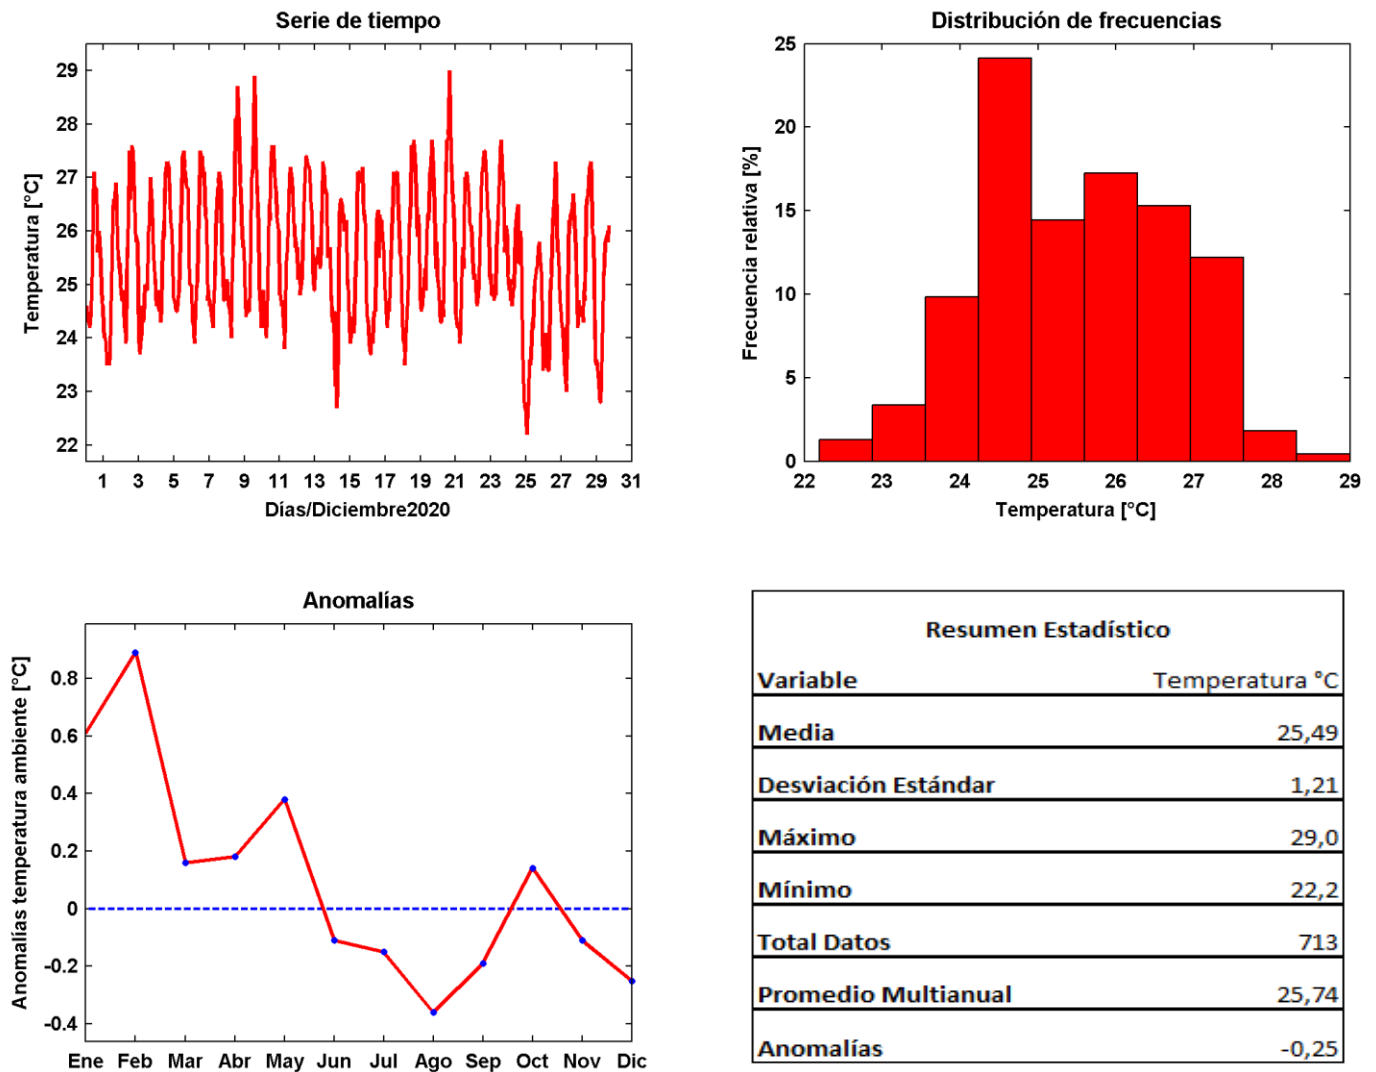 Serie de tiempo
29
28
27
26
25
24
23
22
Temperatura [°C]
1 3 5 7 9 11 13 15 17 19 21 23 25 27 29 31
Días/Diciembre2020
Distribución de frecuencias
25
20
15
10
5
0
Frecuencia relativa [%]
22 23 24 25 26 27 28 29
Temperatura [°C]
Anomalías
0.8
0.6
0.4
0.2
0
-0.2
-0.4
Anomalías temperatura ambiente [°C]
Ene Feb Mar Abr May Jun Jul Ago Sep Oct Nov Dic
Resumen Estadístico
Variable Temperatura °C
Media 25,49
Desviación Estándar 1,21
Máximo 29,0
Mínimo 22,2
Total Datos 713
Promedio Multianual 25,74
Anomalías -0,25